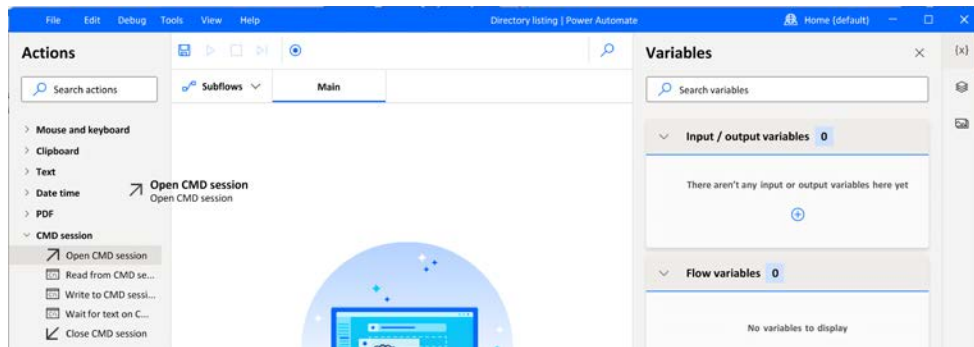 File Edit Debug Tools View Help
Directory listing | Power Automate
Home (default)
Actions
Search actions
Mouse and keyboard
Clipboard
Text
Date time
PDF
CMD session
Open CMD session
Read from CMD se...
Write to CMD sessi...
Wait for text on C...
Close CMD session
Open CMD session
Open CMD session
Subflows
Main
Variables
Search variables
Input / output variables 0
There aren't any input or output variables here yet
Flow variables 0
No variables to display
{x}